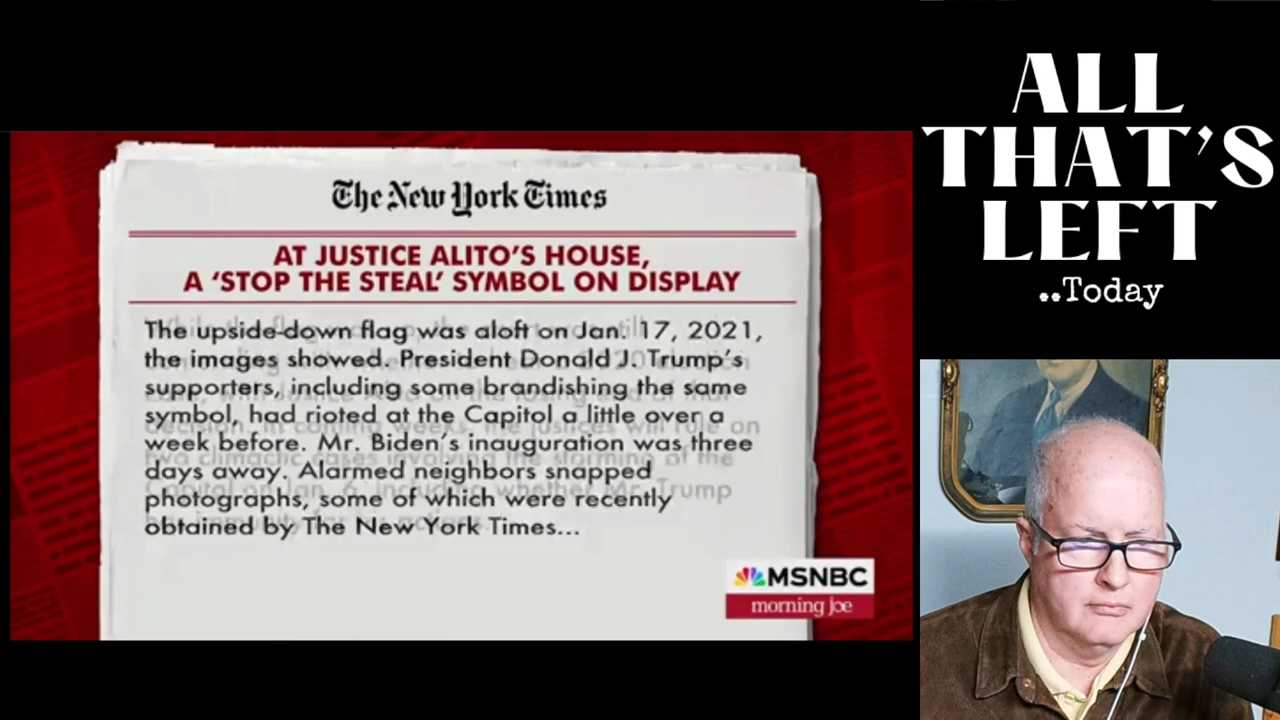 The New York Times
AT JUSTICE ALITO'S HOUSE,
A 'STOP THE STEAL' SYMBOL ON DISPLAY
The upside-down flag was aloft on Jan. 17, 2021,
the images showed. President Donald J. Trump's
supporters, including some brandishing the same
symbol, had rioted at the Capitol a little over a
week before. Mr. Biden's inauguration was three
days away. Alarmed neighbors snapped
photographs, some of which were recently
obtained by The New York Times...
MSNBC
morning joe
ALL
THAT'S
LEFT
..Today